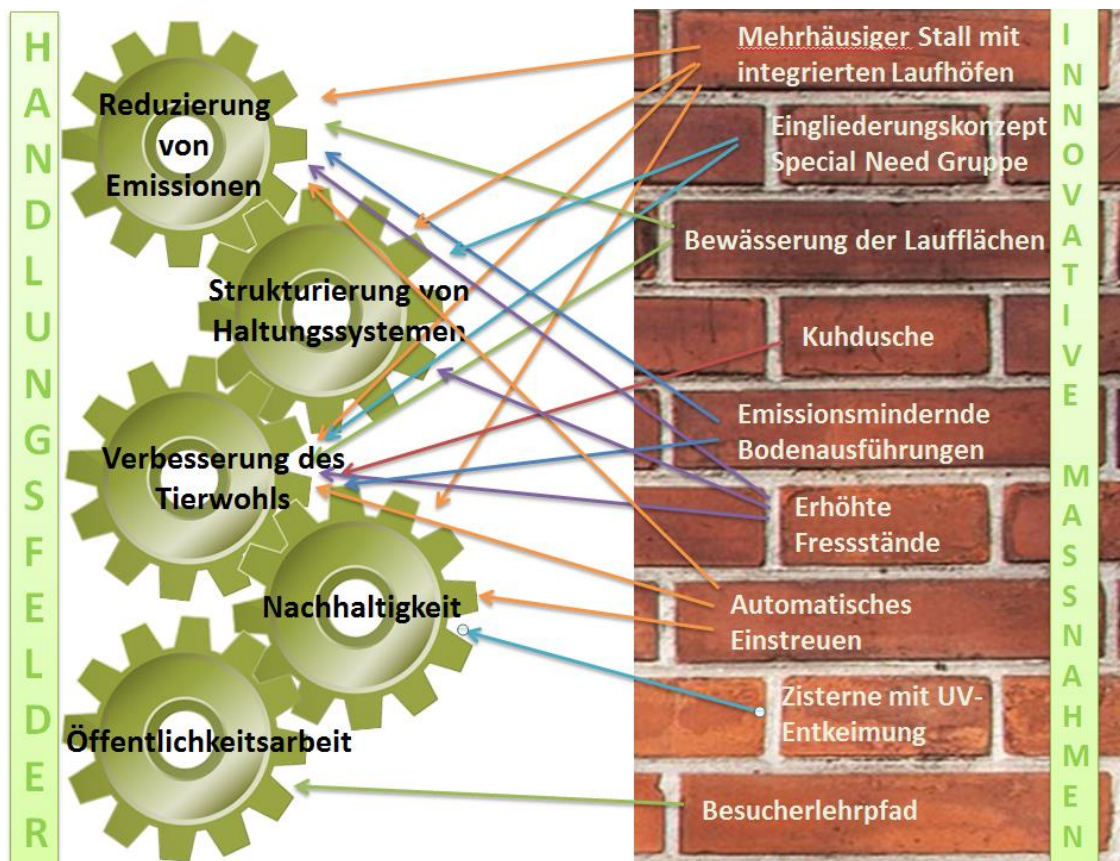 HANDLUNGSFELDER
Reduzierung
von
Emissionen
Strukturierung von
Haltungssystemen
Verbesserung des
Tierwohls
Nachhaltigkeit
Öffentlichkeitsarbeit
Mehrhäusiger Stall mit
integrierten Laufhöfen
Eingliederungskonzept
Special Need Gruppe
Bewässerung der Laufflächen
Kuhdusche
Emissionsmindernde
Bodenausführungen
Erhöhte
Fressstände
Automatisches
Einstreuen
Zisterne mit UV-
Entkeimung
Besucherlehrpfad
INNOVATIVE MASSNAHMEN